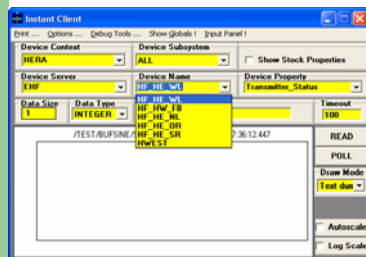 Instant Client
Print ... Options ... Debug Tools ... Show Globals ! Input Panel !
Device Context Device Subsystem
HERA ALL Show Stock Properties
Device Server Device Name Device Property
EHF HF_HE_WL Transmitter_Status
Data Size Data Type HF_HE_WL Timeout
1 INTEGER HF_HW_FB 100
HF_HE_NL
HF_HE_OR
HF_HE_SR
HWEST
/TEST/BUFSINE/ 7:36:12.447 READ
POLL
Draw Mode
Text dum
Autoscale
Log Scale